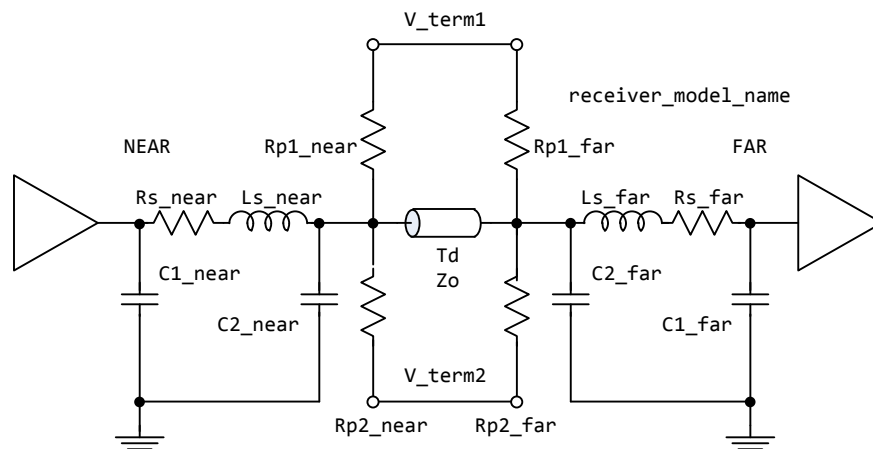 V_term1
receiver_model_name
NEAR
Rp1_near
Rp1_far
FAR
Rs_near
Ls_near
Ls_far
Rs_far
Td
Zo
C1_near
C2_far
C2_near
C1_far
V_term2
Rp2_near
Rp2_far